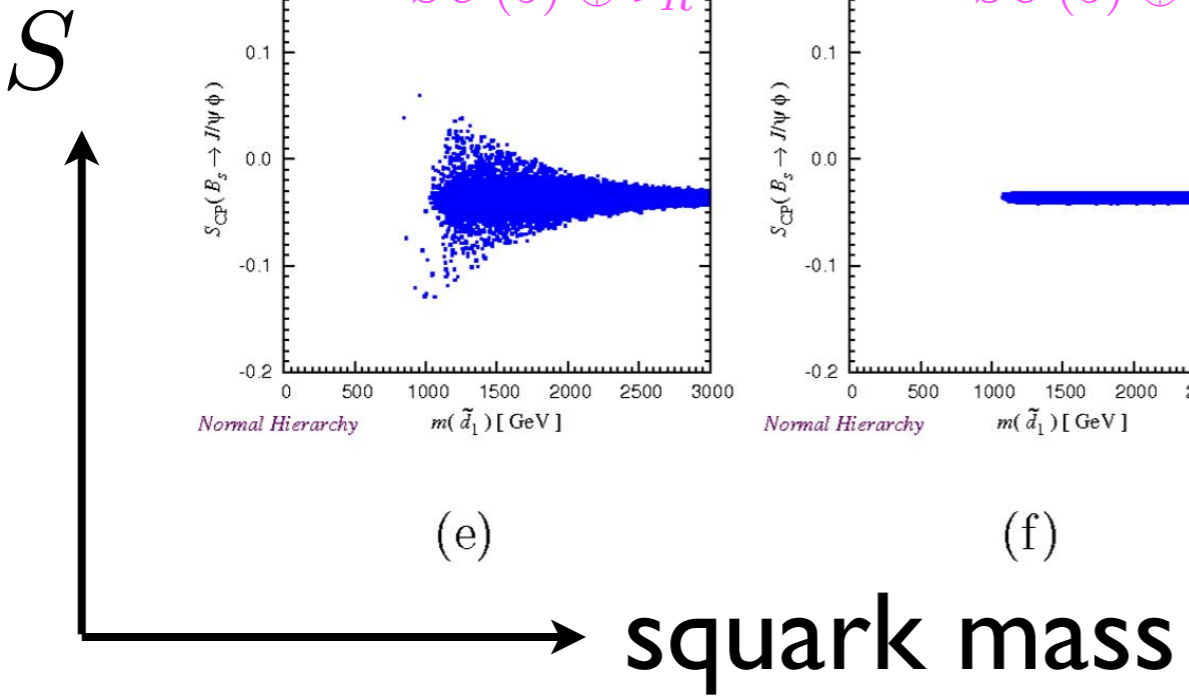 S
0.1
0.0
-0.1
-0.2
S_CP( B_s → J/ψ ϕ )
0 500 1000 1500 2000 2500 3000
Normal Hierarchy m( d̃_1 ) [ GeV ]
(e)
0.1
0.0
-0.1
-0.2
S_CP( B_s → J/ψ ϕ )
0 500 1000 1500 2000
Normal Hierarchy m( d̃_1 ) [ GeV ]
(f)
squark mass